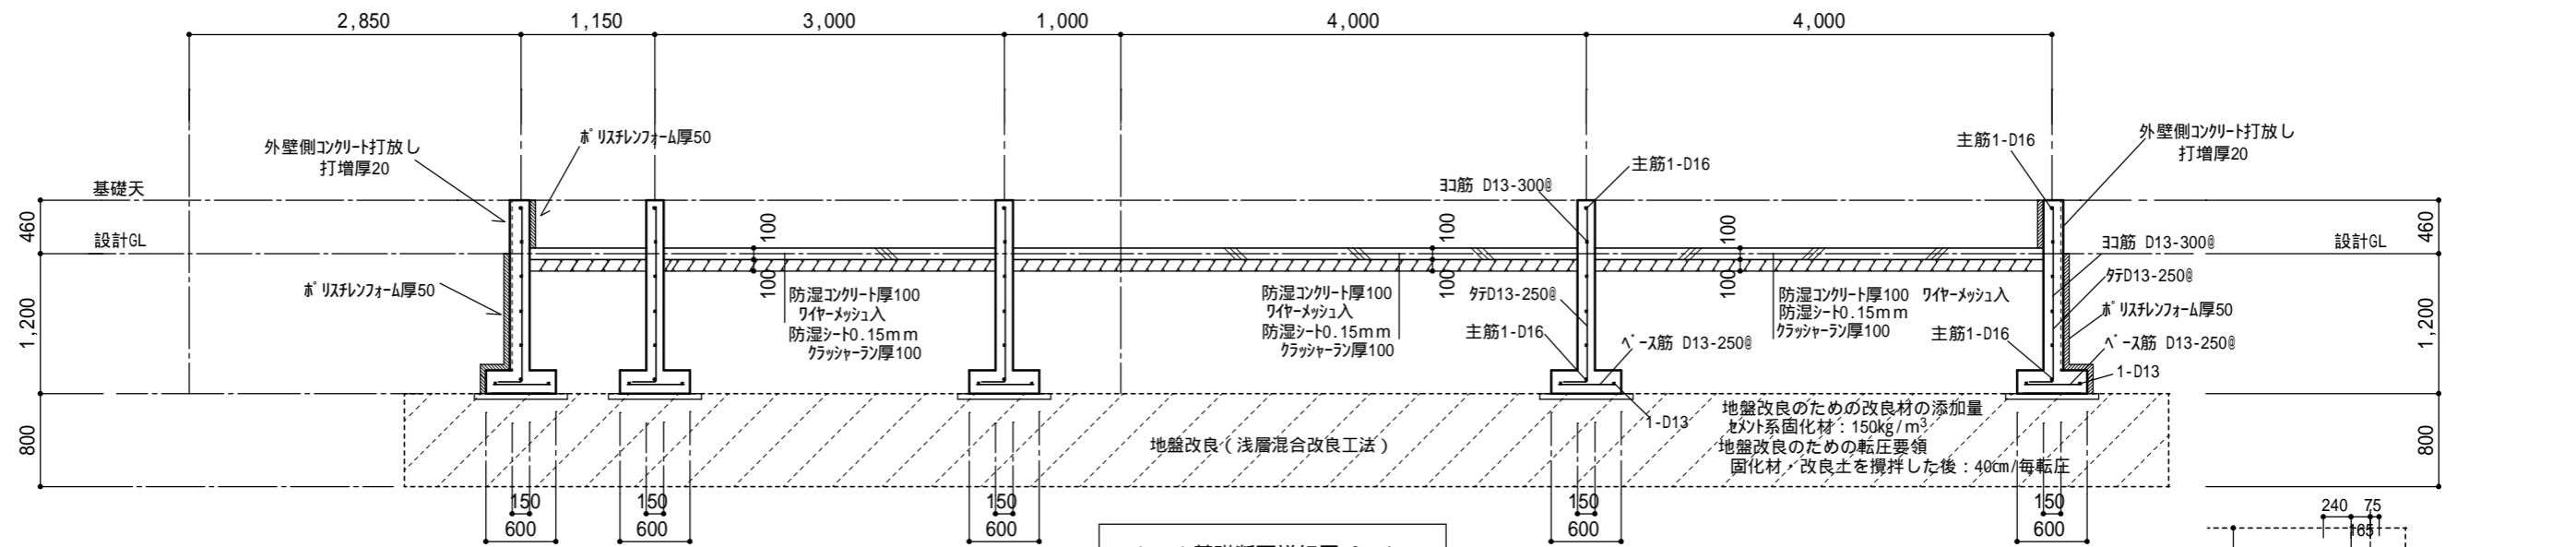 2,850
1,150
3,000
1,000
4,000
4,000
外壁側コンクリート打放し
打増厚20
ポリスチレンフォーム厚50
主筋1-D16
主筋1-D16
外壁側コンクリート打放し
打増厚20
基礎天
ヨコ筋 D13-300@
460
設計GL
100
100
100
460
ヨコ筋 D13-300@
設計GL
ポリスチレンフォーム厚50
100
防湿コンクリート厚100
ワイヤーメッシュ入
防湿シート0.15mm
クラッシャーラン厚100
防湿コンクリート厚100
ワイヤーメッシュ入
防湿シート0.15mm
クラッシャーラン厚100
100
タテD13-250@
主筋1-D16
ベース筋 D13-250@
100
防湿コンクリート厚100 ワイヤーメッシュ入
防湿シート0.15mm
クラッシャーラン厚100
主筋1-D16
タテD13-250@
ポリスチレンフォーム厚50
ベース筋 D13-250@
1-D13
1,200
1,200
1-D13
800
地盤改良(浅層混合改良工法)
地盤改良のための改良材の添加量
セメント系固化材:150kg/m3
地盤改良のための転圧要領
固化材・改良土を攪拌した後:40cm/毎転圧
800
150
150
150
150
150
600
600
600
600
600
240
75
165